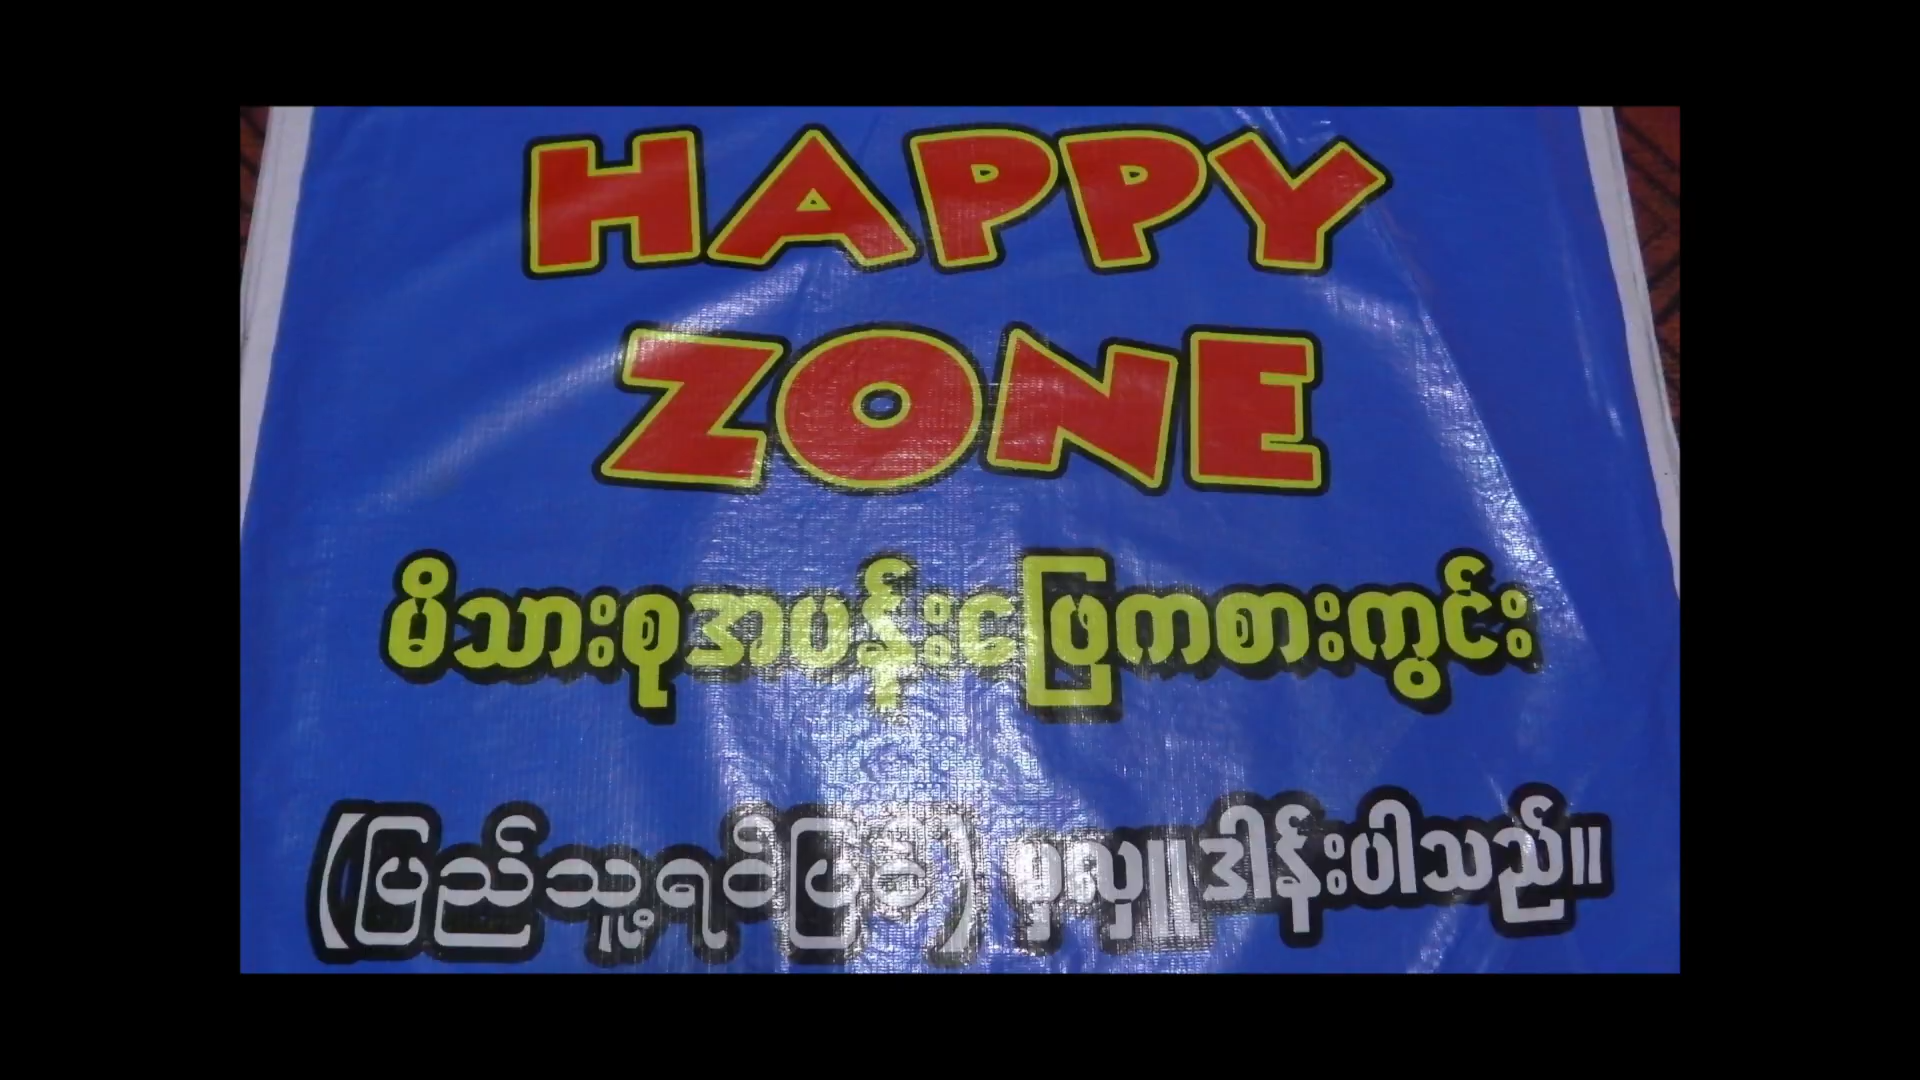 HAPPY
ZONE
မိသားစုအပန်းဖြေကစားကွင်း
(ပြည်သူ့ရင်ပြင်) မှလှူဒါန်းပါသည်။